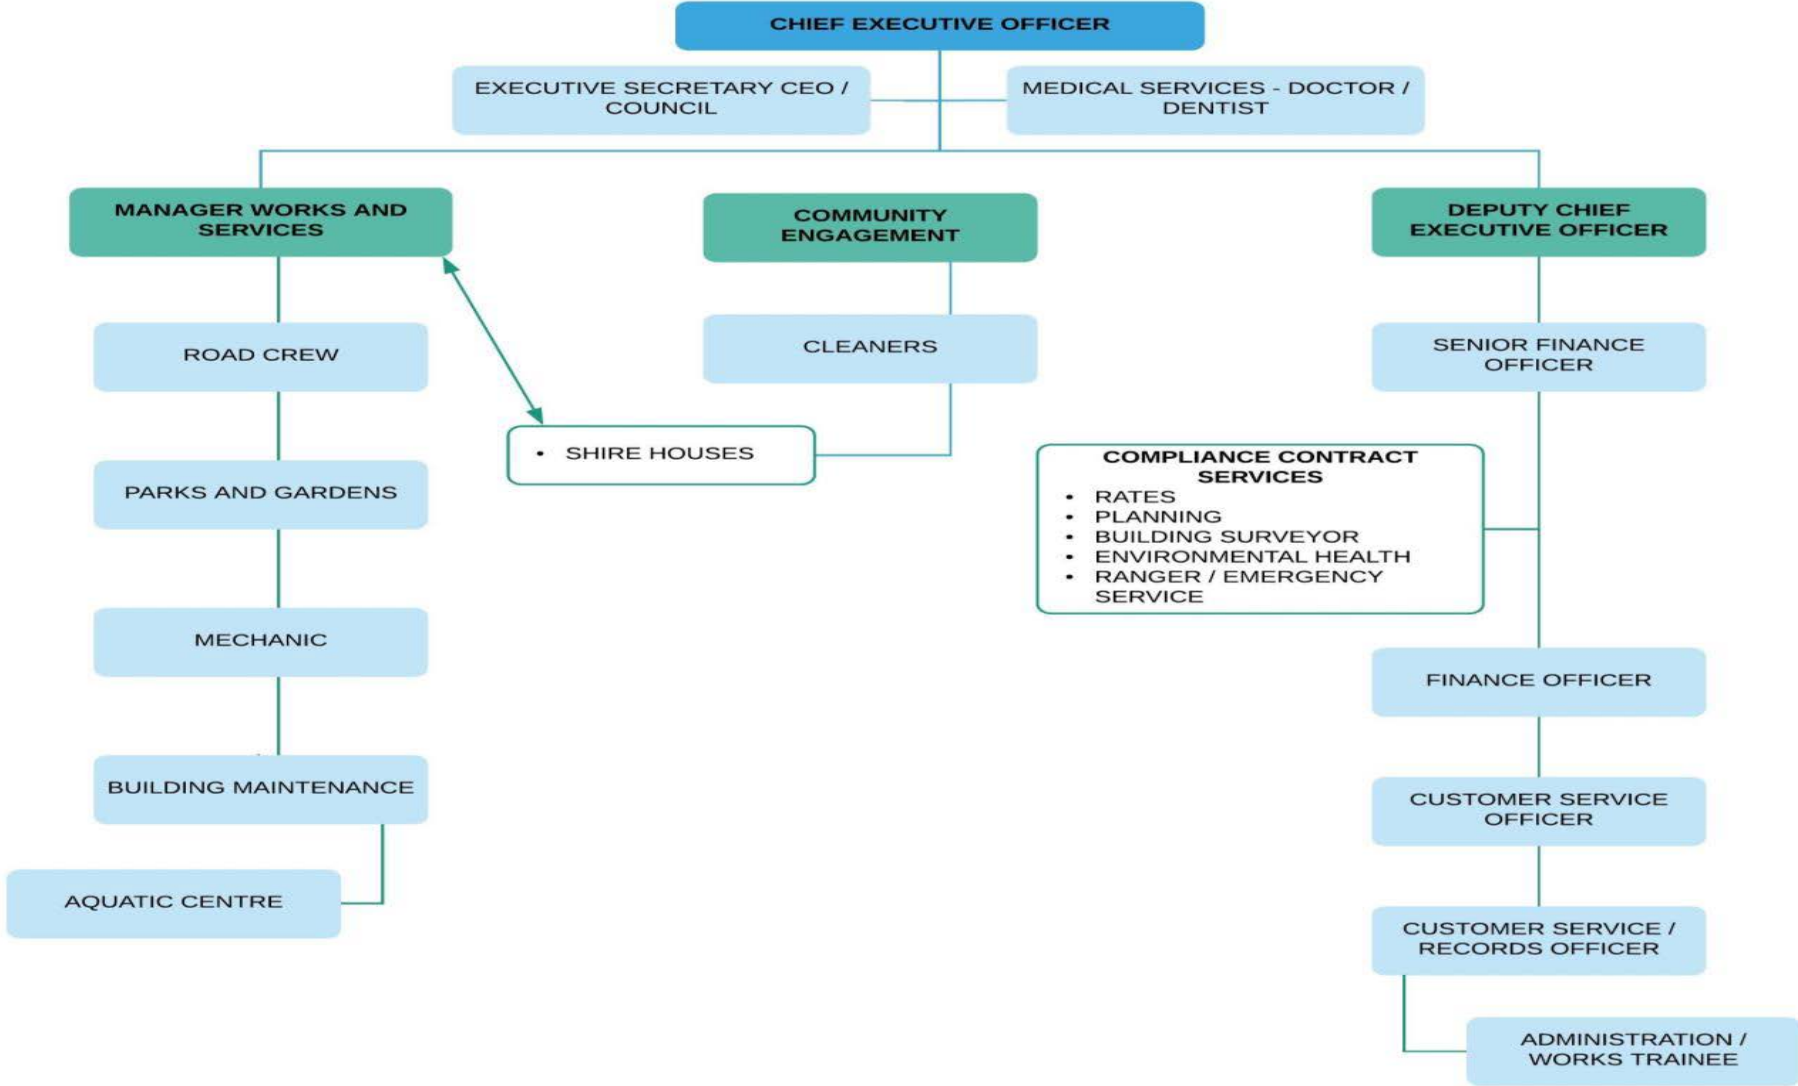 CHIEF EXECUTIVE OFFICER
EXECUTIVE SECRETARY CEO /
COUNCIL
MEDICAL SERVICES - DOCTOR /
DENTIST
MANAGER WORKS AND
SERVICES
COMMUNITY
ENGAGEMENT
DEPUTY CHIEF
EXECUTIVE OFFICER
ROAD CREW
CLEANERS
SENIOR FINANCE
OFFICER
• SHIRE HOUSES
PARKS AND GARDENS
COMPLIANCE CONTRACT
SERVICES
• RATES
• PLANNING
• BUILDING SURVEYOR
• ENVIRONMENTAL HEALTH
• RANGER / EMERGENCY
SERVICE
MECHANIC
FINANCE OFFICER
BUILDING MAINTENANCE
CUSTOMER SERVICE
OFFICER
AQUATIC CENTRE
CUSTOMER SERVICE /
RECORDS OFFICER
ADMINISTRATION /
WORKS TRAINEE